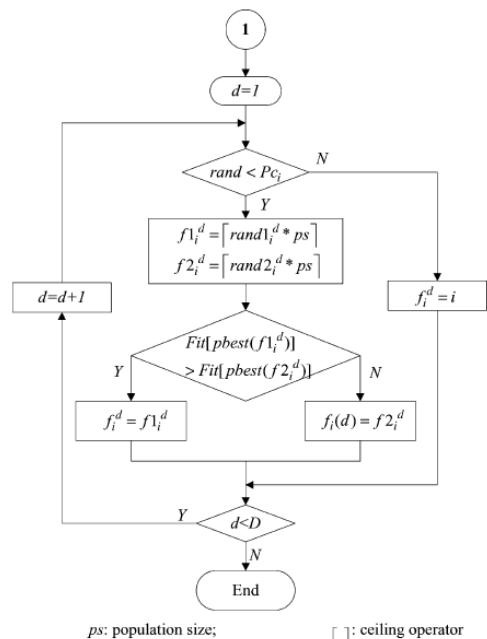 1
d=1
rand < Pc_i
N
Y
f1_i^d = ⌈rand1_i^d * ps⌉
f2_i^d = ⌈rand2_i^d * ps⌉
d=d+1
f_i^d = i
Fit[pbest(f1_i^d)]
> Fit[pbest(f2_i^d)]
Y
N
f_i^d = f1_i^d
f_i(d) = f2_i^d
Y
d<D
N
End
ps: population size; ⌈ ⌉: ceiling operator